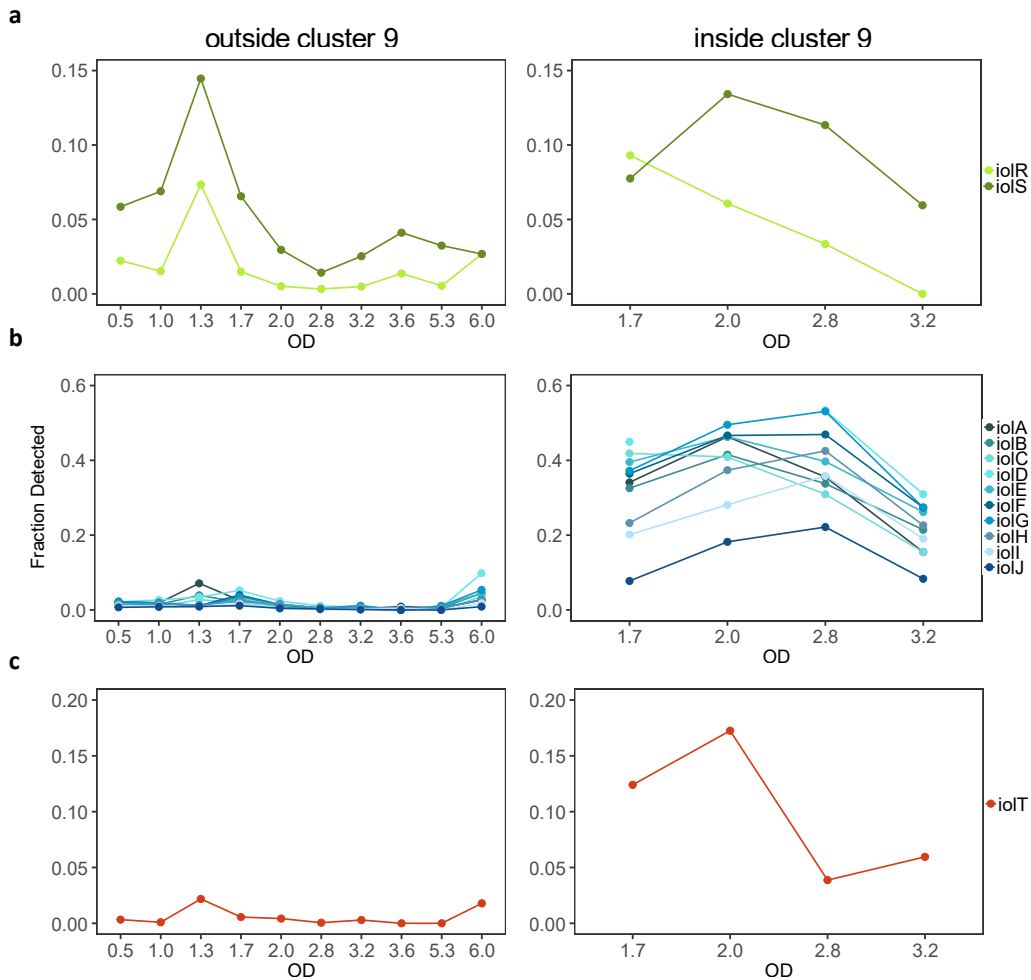 a
outside cluster 9
inside cluster 9
0.15
0.10
0.05
0.00
0.5 1.0 1.3 1.7 2.0 2.8 3.2 3.6 5.3 6.0
OD
0.15
0.10
0.05
0.00
1.7 2.0 2.8 3.2
OD
iolR
iolS
b
Fraction Detected
0.6
0.4
0.2
0.0
0.5 1.0 1.3 1.7 2.0 2.8 3.2 3.6 5.3 6.0
OD
0.6
0.4
0.2
0.0
1.7 2.0 2.8 3.2
OD
iolA
iolB
iolC
iolD
iolE
iolF
iolG
iolH
iolI
iolJ
c
0.20
0.15
0.10
0.05
0.00
0.5 1.0 1.3 1.7 2.0 2.8 3.2 3.6 5.3 6.0
OD
0.20
0.15
0.10
0.05
0.00
1.7 2.0 2.8 3.2
OD
iolT